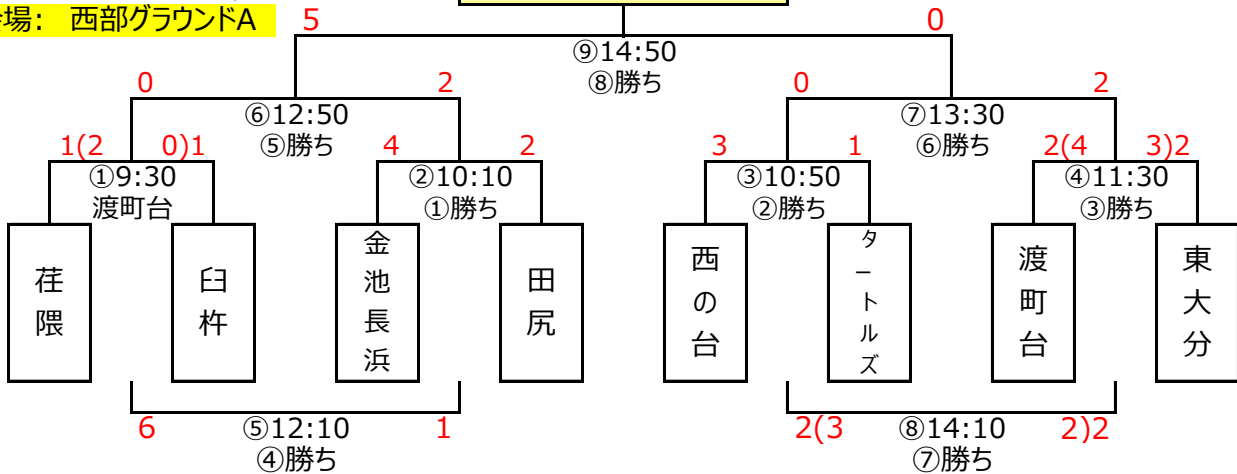 場: 西部グラウンドA
5 0
⑨14:50
⑧勝ち
0 2 0 2
⑥12:50 ⑦13:30
⑤勝ち ⑥勝ち
1(2 0)1 4 2 3 1 2(4 3)2
①9:30 ②10:10 ③10:50 ④11:30
渡町台 ①勝ち ②勝ち ③勝ち
荏隈
臼杵
金池長浜
田尻
西の台
タートルズ
渡町台
東大分
6 ⑤12:10 1 2(3 ⑧14:10 2)2
④勝ち ⑦勝ち